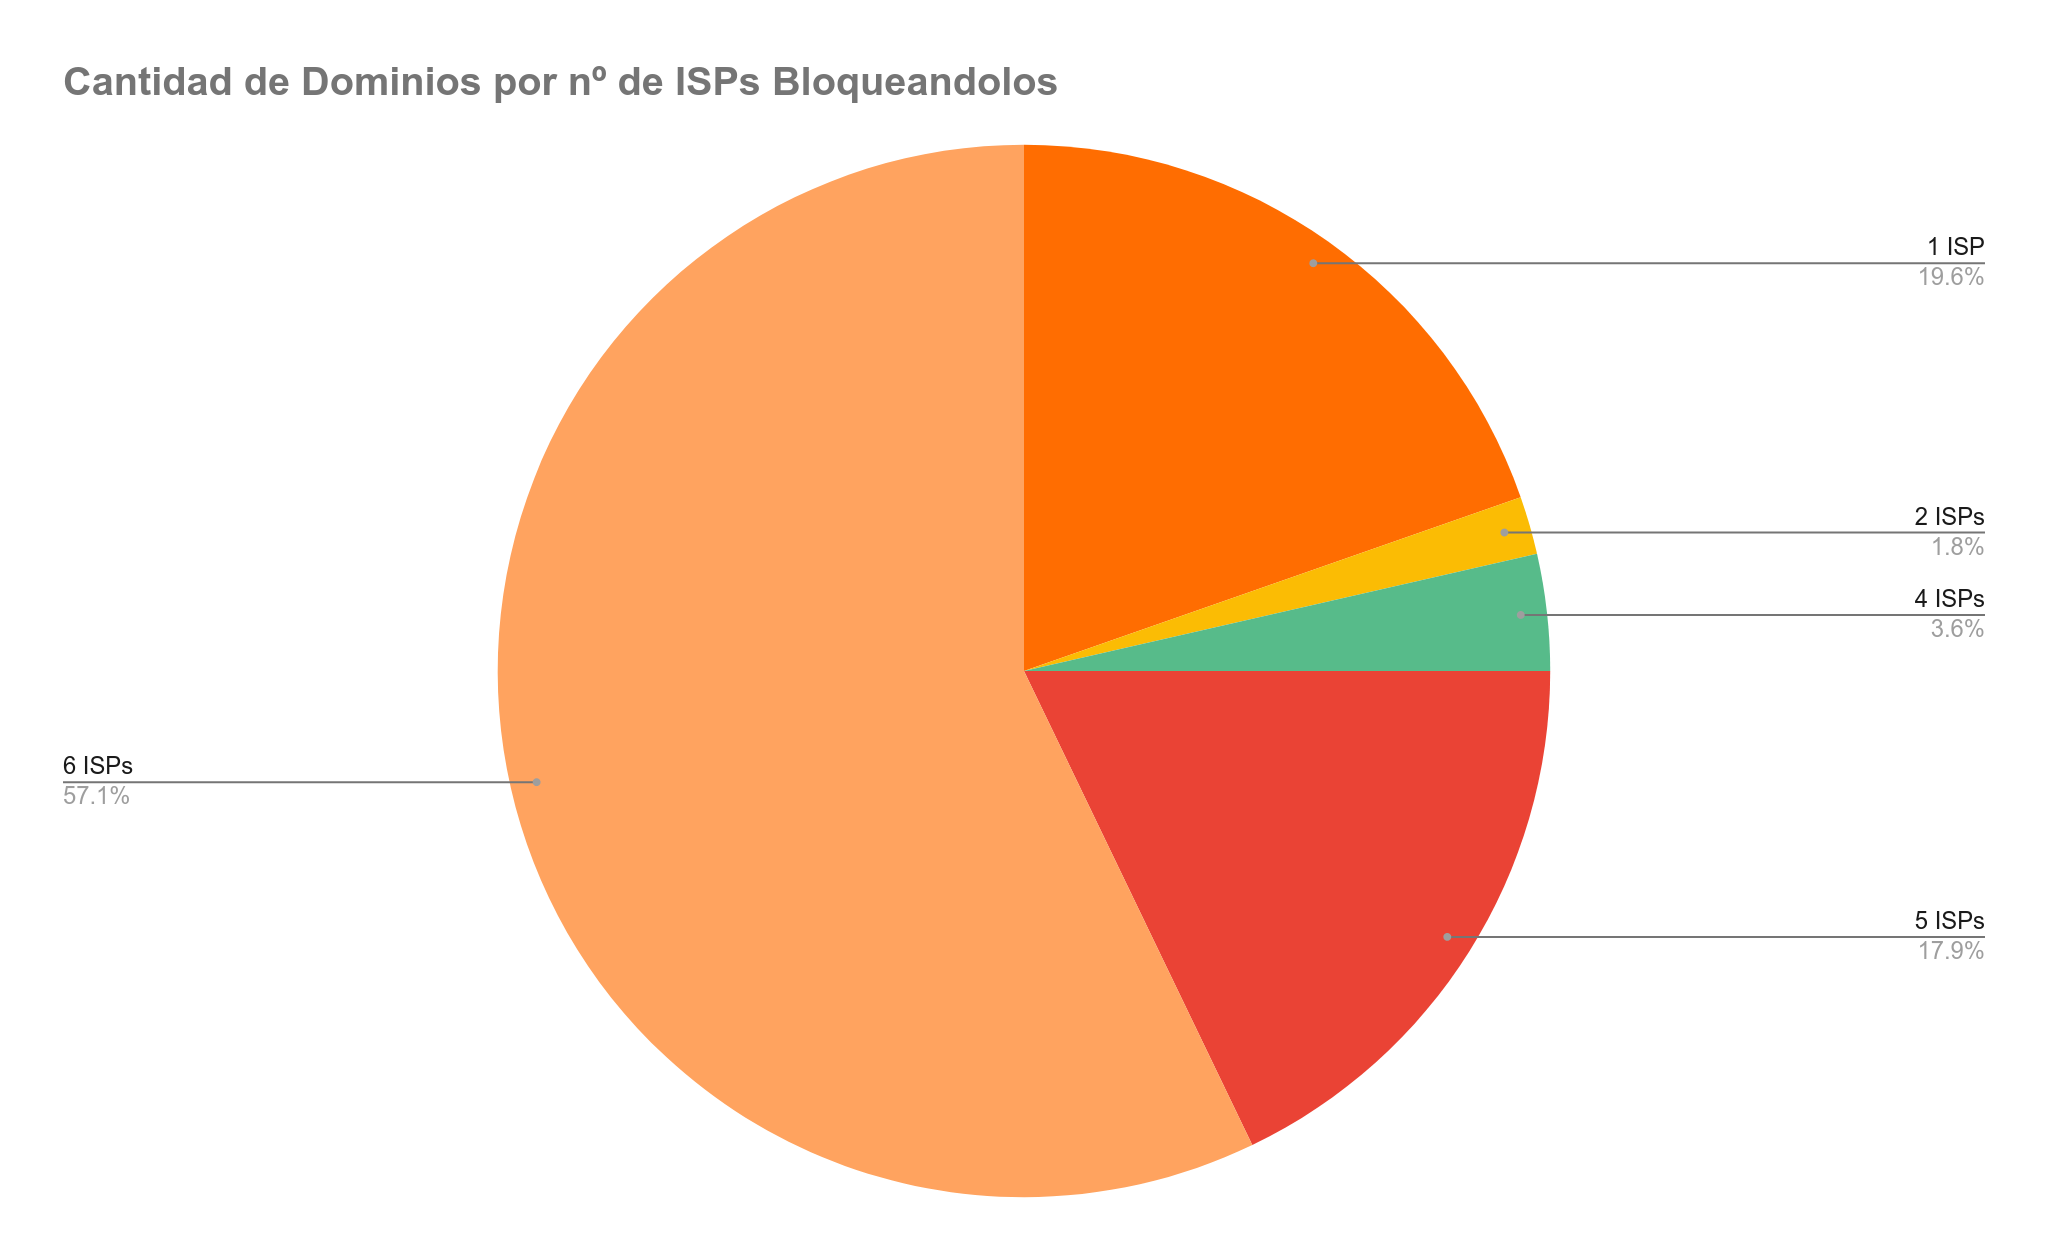 Cantidad de Dominios por nº de ISPs Bloqueandolos
1 ISP
19.6%
2 ISPs
1.8%
4 ISPs
3.6%
6 ISPs
57.1%
5 ISPs
17.9%